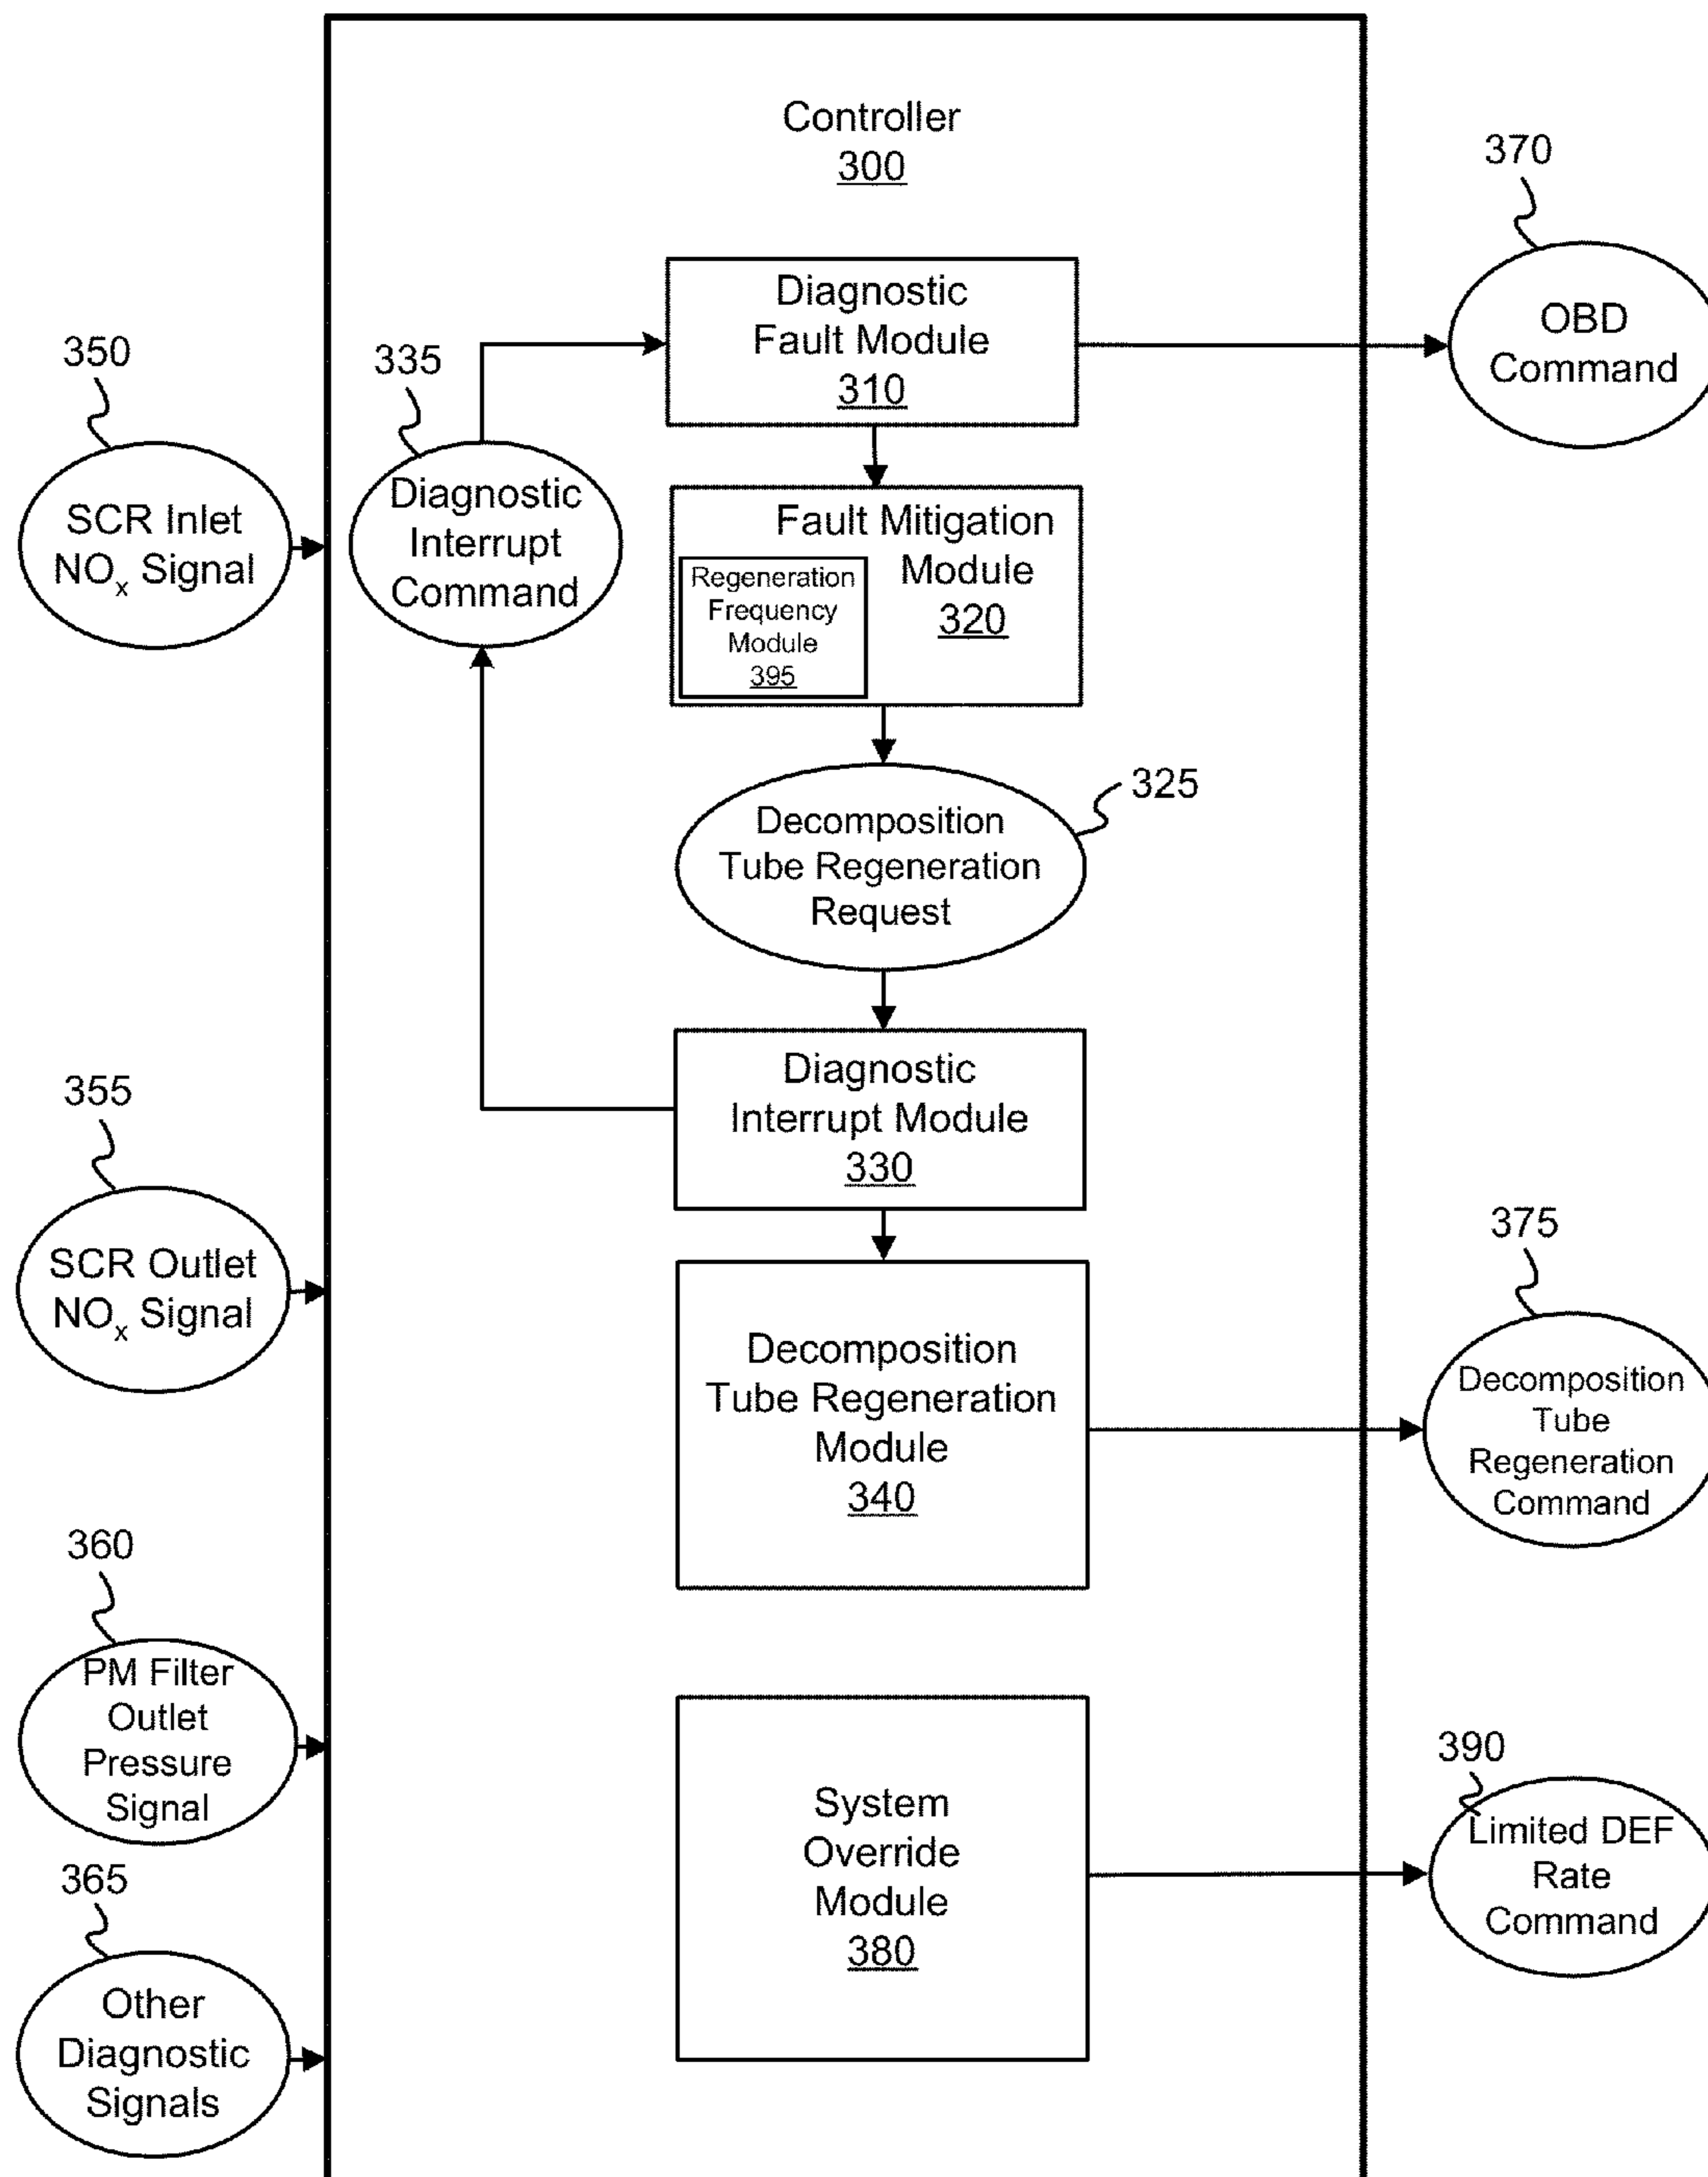 Controller
300
370
Diagnostic
Fault Module
310
OBD
Command
350
335
SCR Inlet
NOx Signal
Diagnostic
Interrupt
Command
Fault Mitigation
Module
320
Regeneration
Frequency
Module
395
325
Decomposition
Tube Regeneration
Request
355
Diagnostic
Interrupt Module
330
SCR Outlet
NOx Signal
375
Decomposition
Tube Regeneration
Module
340
Decomposition
Tube
Regeneration
Command
360
PM Filter
Outlet
Pressure
Signal
System
Override
Module
380
390
Limited DEF
Rate
Command
365
Other
Diagnostic
Signals